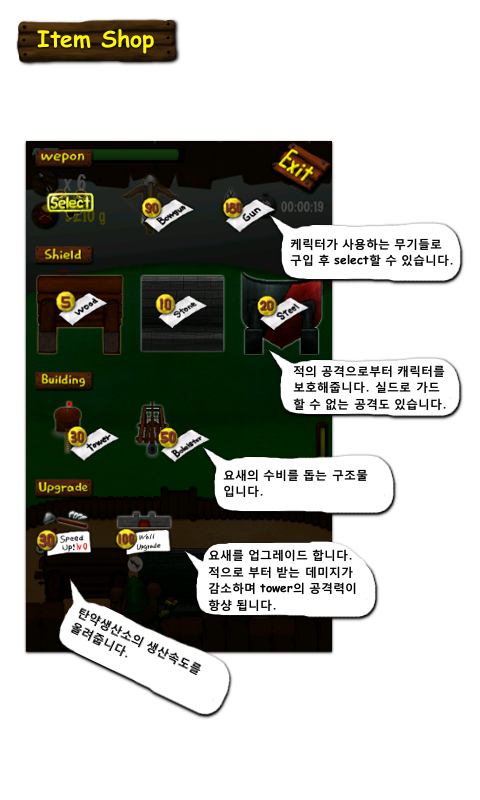 Item Shop
wepon
Exit
x 6
Select
90
Bowgun
180
Gun
00:00:19
10 g
케릭터가 사용하는 무기들로
구입 후 select할 수 있습니다.
Shield
5
Wood
10
Stone
20
Steel
적의 공격으로부터 캐릭터를
보호해줍니다. 실드로 가드
할 수 없는 공격도 있습니다.
Building
30
Tower
50
요새의 수비를 돕는 구조물
입니다.
Upgrade
30
Speed
Up!
100
Wall
Upgrade
요새를 업그레이드 합니다.
적으로 부터 받는 데미지가
감소하며 tower의 공격력이
항샹 됩니다.
탄약생산소의 생산속도를
올려줍니다.